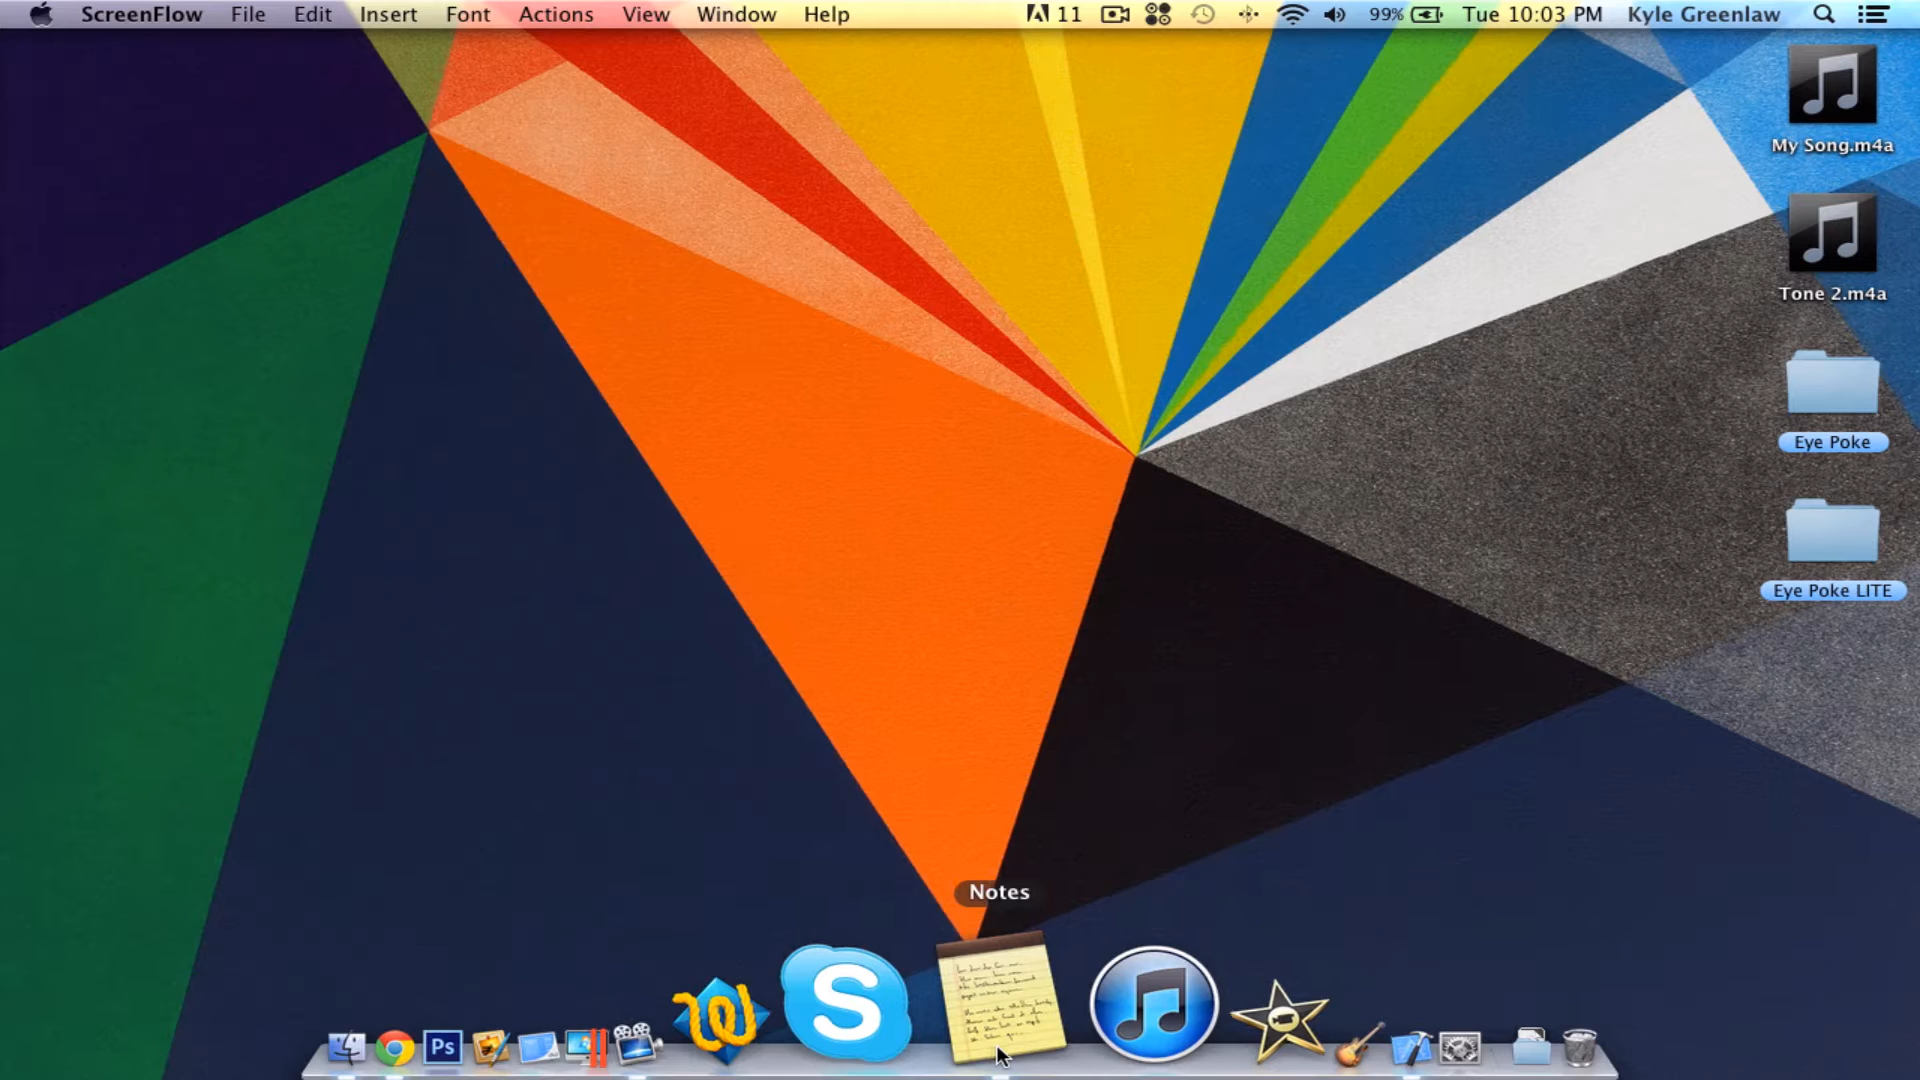 ScreenFlow File Edit Insert Font Actions View Window Help 11 99% Tue 10:03 PM Kyle Greenlaw
My Song.m4a
Tone 2.m4a
Eye Poke
Eye Poke LITE
Notes
Ps